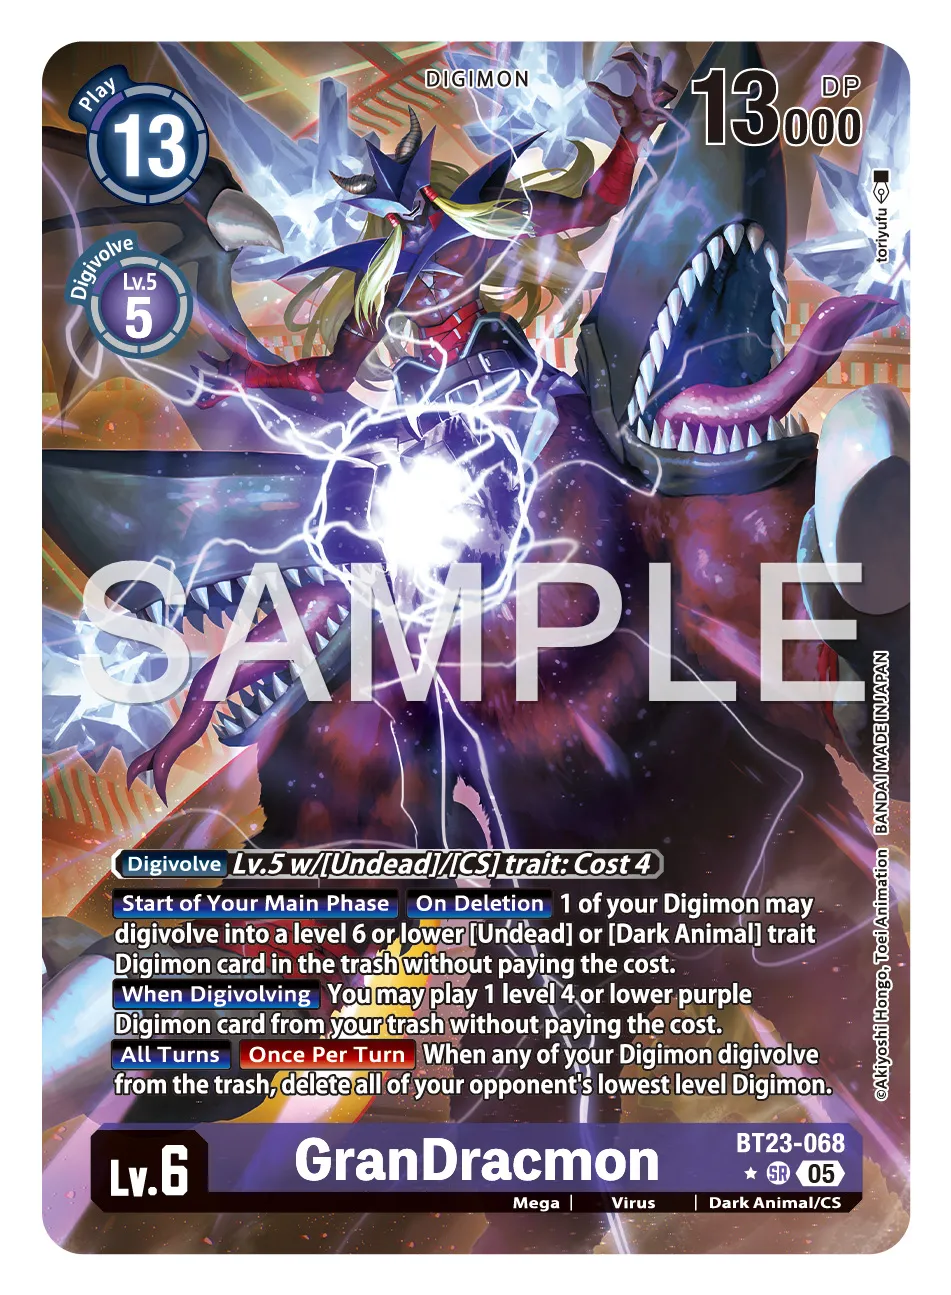 DIGIMON
Play
13
13000 DP
Digivolve
Lv.5
5
toriyufu
SAMPLE
Digivolve Lv.5 w/[Undead]/[CS] trait: Cost 4
Start of Your Main Phase On Deletion 1 of your Digimon may
digivolve into a level 6 or lower [Undead] or [Dark Animal] trait
Digimon card in the trash without paying the cost.
When Digivolving You may play 1 level 4 or lower purple
Digimon card from your trash without paying the cost.
All Turns Once Per Turn When any of your Digimon digivolve
from the trash, delete all of your opponent's lowest level Digimon.
©Akiyoshi Hongo, Toei Animation BANDAI MADE IN JAPAN
Lv.6
GranDracmon
BT23-068
SR 05
Mega | Virus | Dark Animal/CS